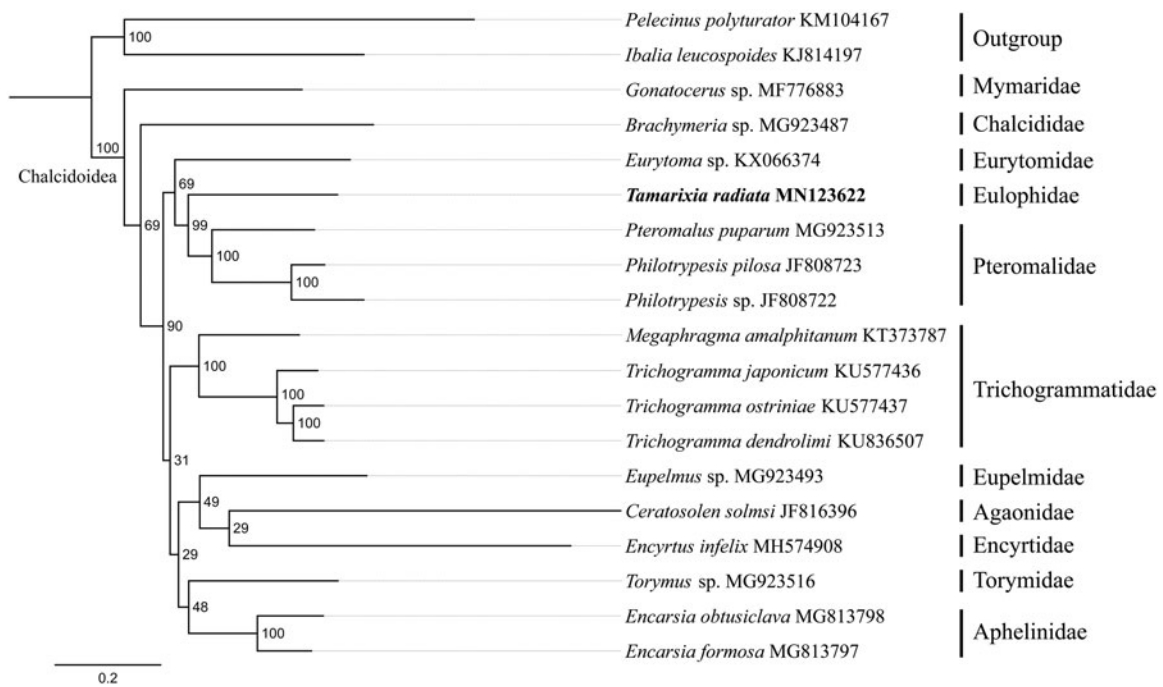 Pelecinus polyturator KM104167
Ibalia leucospoides KJ814197
Outgroup
100
Gonatocerus sp. MF776883
Mymaridae
Brachymeria sp. MG923487
Chalcididae
100
Chalcidoidea
Eurytoma sp. KX066374
Eurytomidae
69
Tamarixia radiata MN123622
Eulophidae
69
99
Pteromalus puparum MG923513
Philotrypesis pilosa JF808723
Philotrypesis sp. JF808722
Pteromalidae
100
100
90
Megaphragma amalphitanum KT373787
Trichogramma japonicum KU577436
Trichogramma ostriniae KU577437
Trichogramma dendrolimi KU836507
Trichogrammatidae
100
100
100
31
Eupelmus sp. MG923493
Eupelmidae
49
Ceratosolen solmsi JF816396
Agaonidae
29
Encyrtus infelix MH574908
Encyrtidae
29
Torymus sp. MG923516
Torymidae
48
Encarsia obtusiclava MG813798
Encarsia formosa MG813797
Aphelinidae
100
0.2